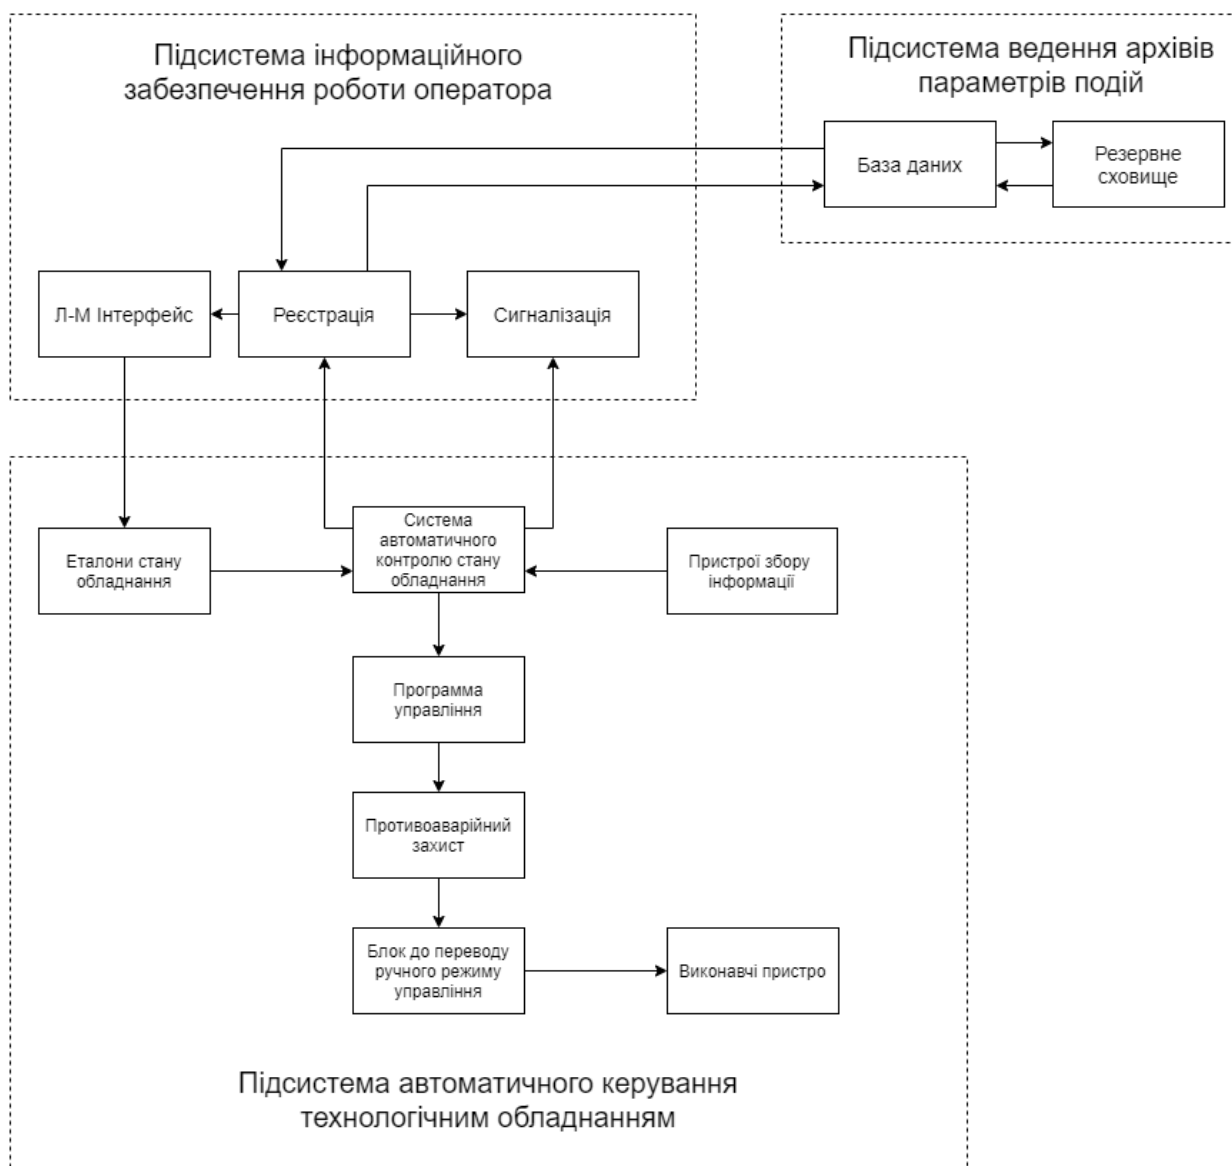 Підсистема інформаційного
забезпечення роботи оператора
Підсистема ведення архівів
параметрів подій
База даних
Резервне
сховище
Л-М Інтерфейс
Реєстрація
Сигналізація
Еталони стану
обладнання
Система
автоматичного
контролю стану
обладнання
Пристрої збору
інформації
Программа
управління
Противоаварійний
захист
Блок до переводу
ручного режиму
управління
Виконавчі пристро
Підсистема автоматичного керування
технологічним обладнанням